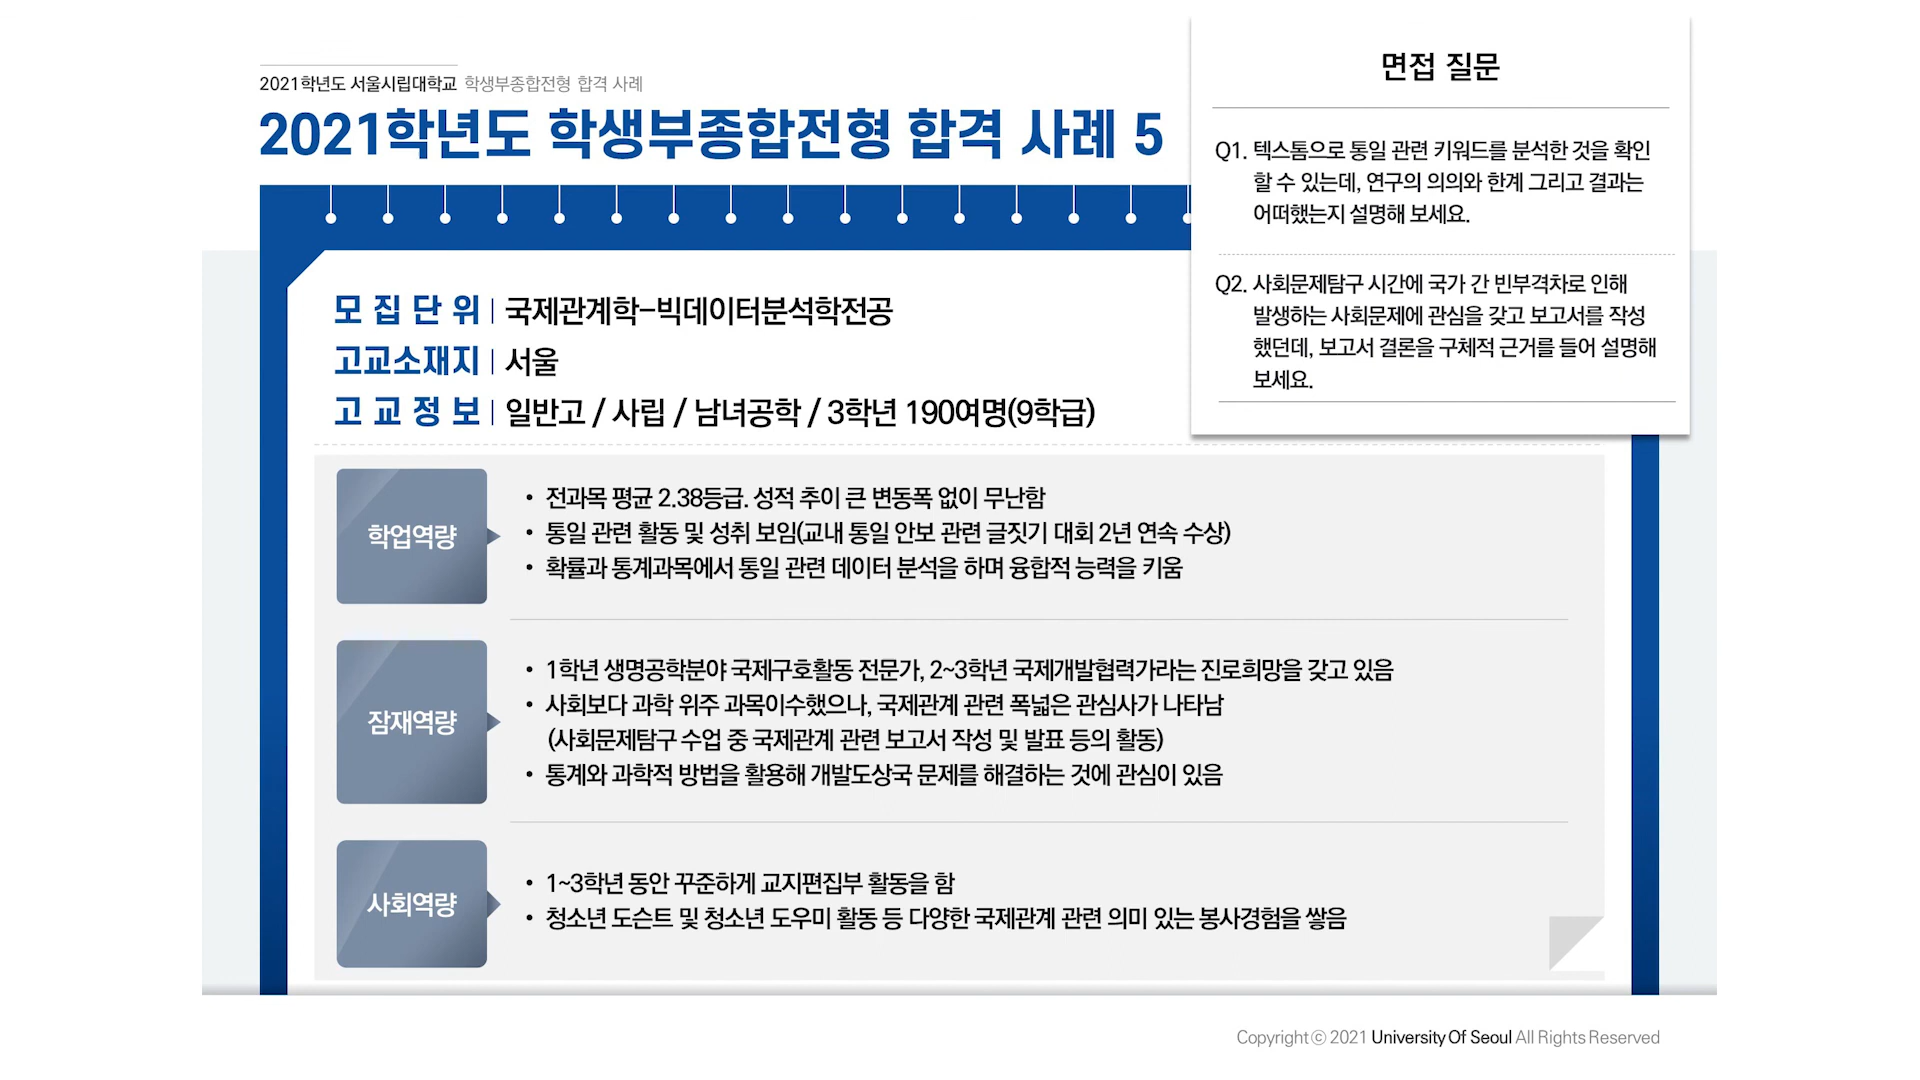 2021학년도 서울시립대학교 학생부종합전형 합격 사례
2021학년도 학생부종합전형 합격 사례 5
모집단위 | 국제관계학-빅데이터분석학전공
고교소재지 | 서울
고교정보 | 일반고 / 사립 / 남녀공학 / 3학년 190여명(9학급)
면접 질문
Q1. 텍스톰으로 통일 관련 키워드를 분석한 것을 확인
할 수 있는데, 연구의 의의와 한계 그리고 결과는
어떠했는지 설명해 보세요.
Q2. 사회문제탐구 시간에 국가 간 빈부격차로 인해
발생하는 사회문제에 관심을 갖고 보고서를 작성
했던데, 보고서 결론을 구체적 근거를 들어 설명해
보세요.
학업역량
• 전과목 평균 2.38등급. 성적 추이 큰 변동폭 없이 무난함
• 통일 관련 활동 및 성취 보임(교내 통일 안보 관련 글짓기 대회 2년 연속 수상)
• 확률과 통계과목에서 통일 관련 데이터 분석을 하며 융합적 능력을 키움
잠재역량
• 1학년 생명공학분야 국제구호활동 전문가, 2~3학년 국제개발협력가라는 진로희망을 갖고 있음
• 사회보다 과학 위주 과목이수했으나, 국제관계 관련 폭넓은 관심사가 나타남
(사회문제탐구 수업 중 국제관계 관련 보고서 작성 및 발표 등의 활동)
• 통계와 과학적 방법을 활용해 개발도상국 문제를 해결하는 것에 관심이 있음
사회역량
• 1~3학년 동안 꾸준하게 교지편집부 활동을 함
• 청소년 도슨트 및 청소년 도우미 활동 등 다양한 국제관계 관련 의미 있는 봉사경험을 쌓음
Copyright ⓒ 2021 University Of Seoul All Rights Reserved